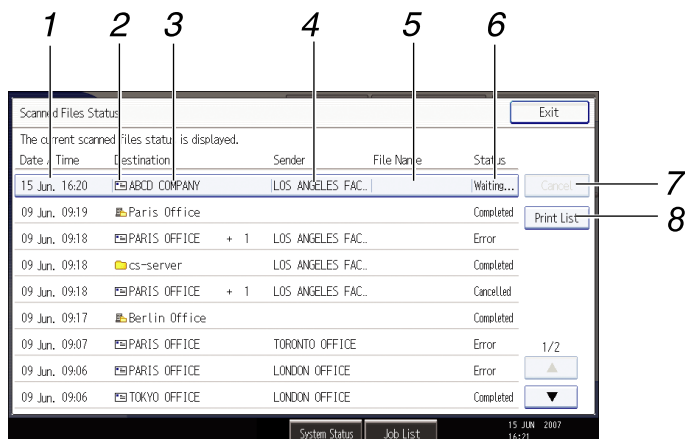 1 2 3 4 5 6
Scanned Files Status
Exit
The current scanned files status is displayed.
Date / Time Destination Sender File Name Status
15 Jun. 16:20 ABCD COMPANY LOS ANGELES FAC.. Waiting... Cancel 7
09 Jun. 09:19 Paris Office Completed Print List 8
09 Jun. 09:18 PARIS OFFICE + 1 LOS ANGELES FAC.. Error
09 Jun. 09:18 cs-server Completed
09 Jun. 09:18 PARIS OFFICE + 1 LOS ANGELES FAC.. Cancelled
09 Jun. 09:17 Berlin Office Completed
09 Jun. 09:07 PARIS OFFICE TORONTO OFFICE Error 1/2
09 Jun. 09:06 PARIS OFFICE LONDON OFFICE Error
09 Jun. 09:06 TOKYO OFFICE LONDON OFFICE Completed
System Status Job List 15 JUN 2007
16:21